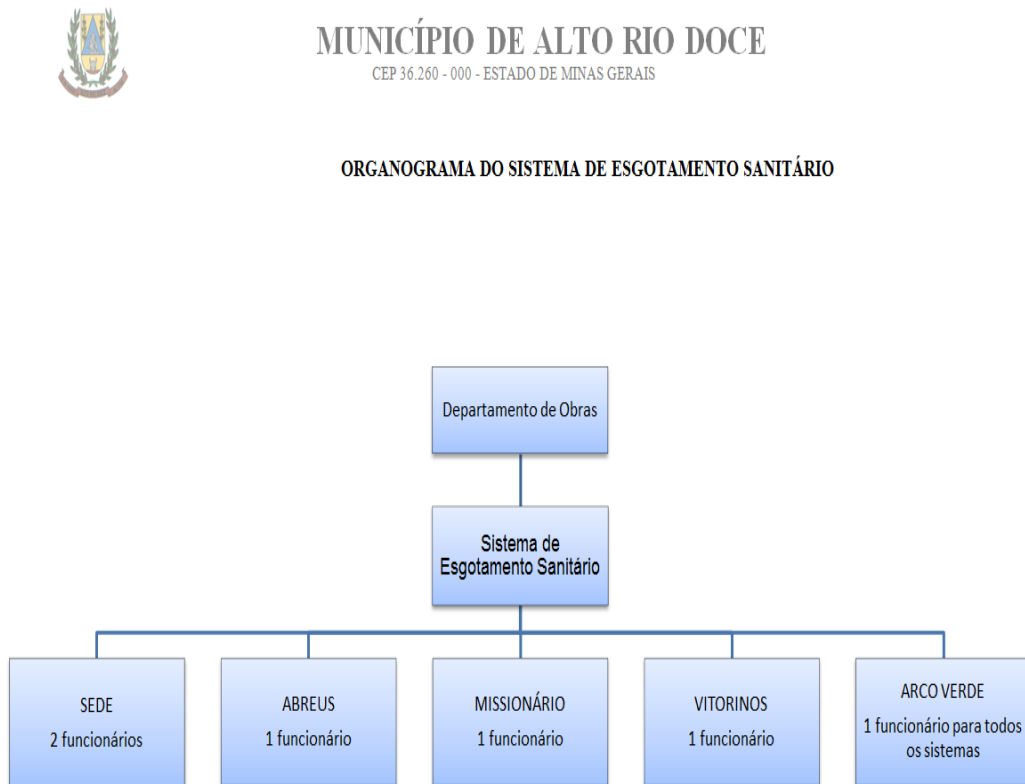 MUNICÍPIO DE ALTO RIO DOCE
CEP 36.260 - 000 - ESTADO DE MINAS GERAIS
ORGANOGRAMA DO SISTEMA DE ESGOTAMENTO SANITÁRIO
Departamento de Obras
Sistema de
Esgotamento Sanitário
SEDE
2 funcionários
ABREUS
1 funcionário
MISSIONÁRIO
1 funcionário
VITORINOS
1 funcionário
ARCO VERDE
1 funcionário para todos
os sistemas